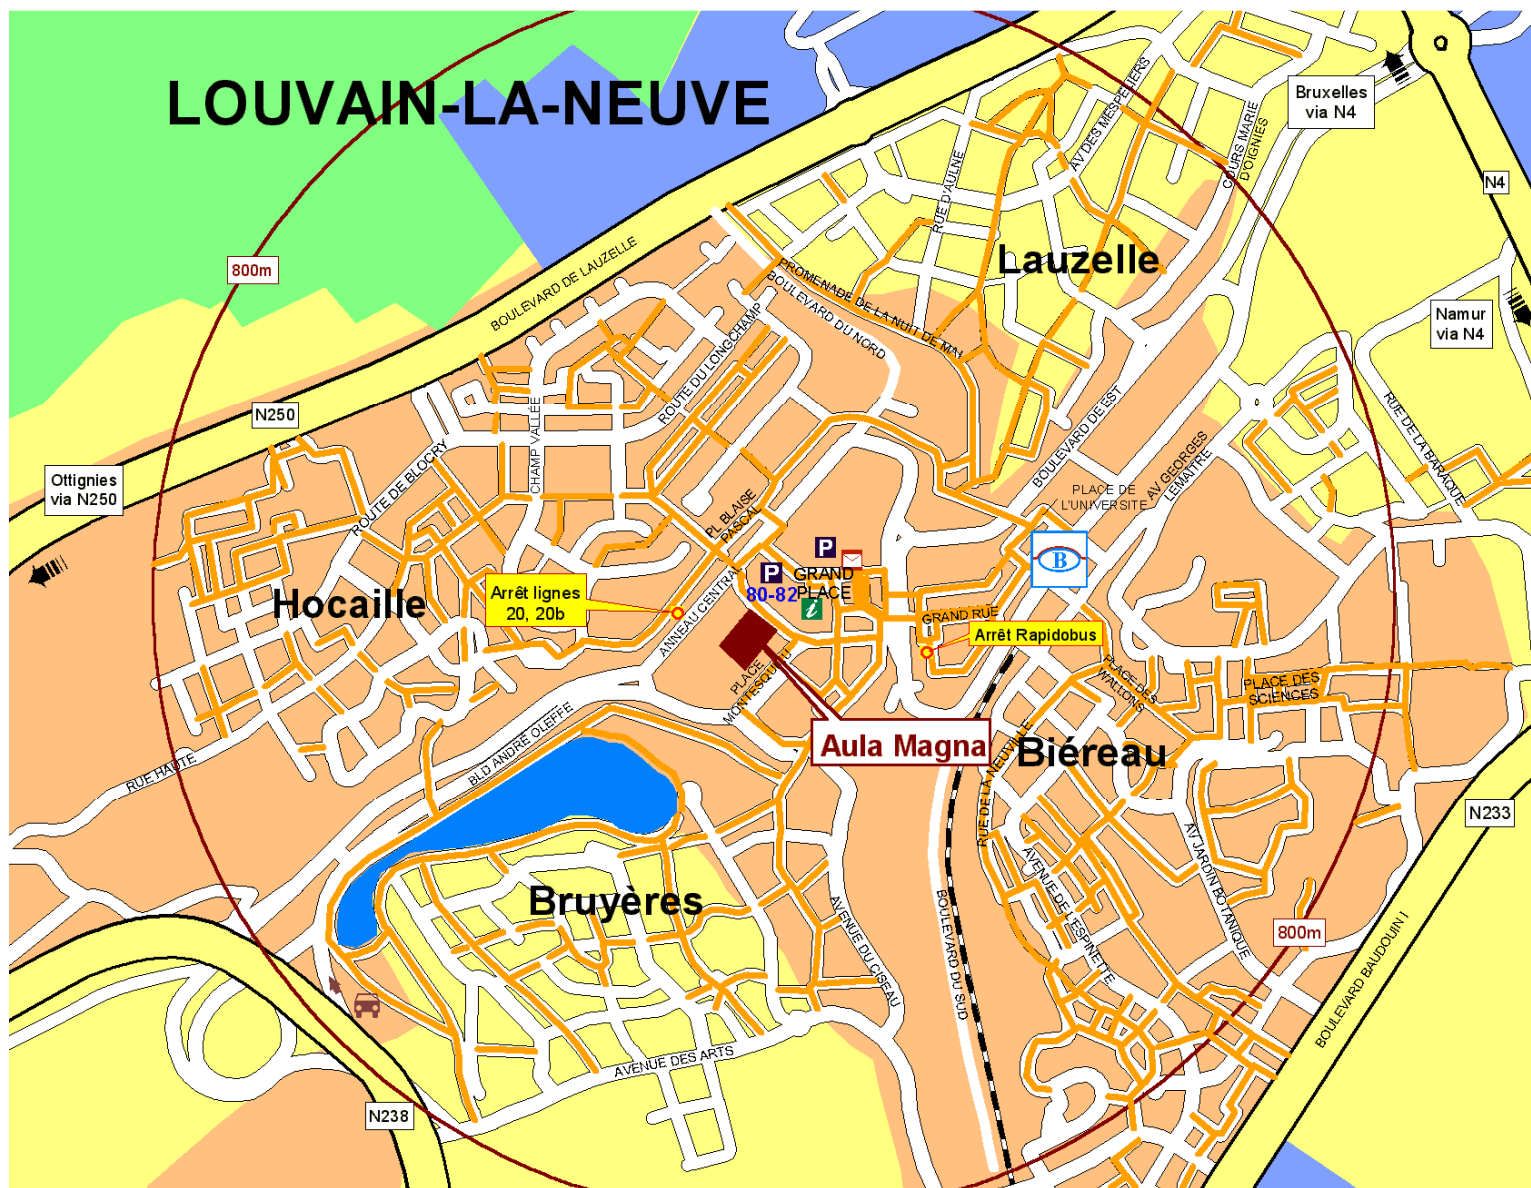 LOUVAIN-LA-NEUVE
Bruxelles
via N4
AV DES MESPELIERS
COURS MARIE
D'OIGNIES
RUE D'AULNE
N4
800m
BOULEVARD DE LAUZELLE
Lauzelle
PROMENADE DE LA NUIT DE MAI
BOULEVARD DU NORD
Namur
via N4
ROUTE DU LONGCHAMP
N250
CHAMP VALLÉE
BOULEVARD DE EST
RUE DE LA BARAQUE
AV GEORGES
LEMAITRE
ROUTE DE BLOCRY
Ottignies
via N250
PLACE DE
L'UNIVERSITE
PL BLAISE
PASCAL
P
P
GRAND
PLACE
80-82
i
B
Arrêt lignes
20, 20b
Hocaille
ANNEAU CENTRAL
GRAND RUE
Arrêt Rapidobus
PLACE
MONTESQUIEU
PLACE DES
WALLONS
PLACE DES
SCIENCES
Aula Magna
Biéreau
BLD ANDRÉ OLEFFE
RUE HAUTE
RUE DE LA NEUVILLE
N233
AV JARDIN BOTANIQUE
AVENUE DE L'ESPINETTE
Bruyères
AVENUE DU CISEAU
BOULEVARD DU SUD
800m
BOULEVARD BAUDOUIN I
AVENUE DES ARTS
N238